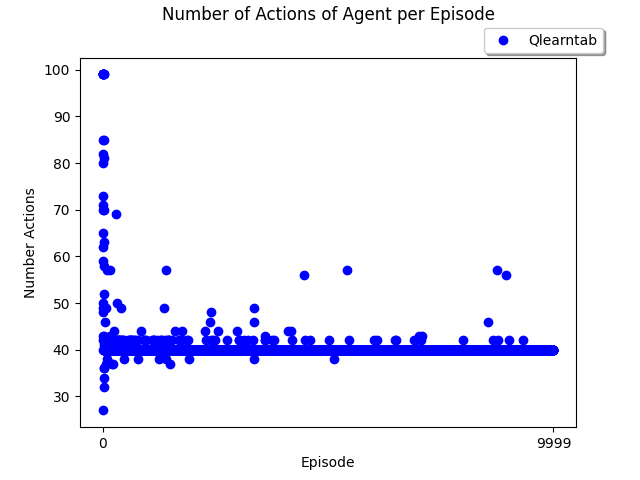 Number of Actions of Agent per Episode
Qlearntab
100
90
80
70
60
50
40
30
Number Actions
0
9999
Episode